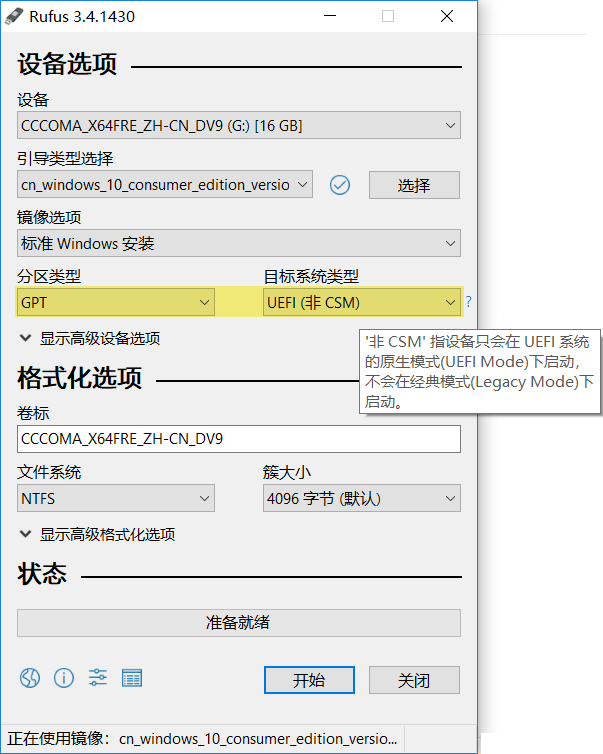 Rufus 3.4.1430
设备选项
设备
CCCOMA_X64FRE_ZH-CN_DV9 (G:) [16 GB]
引导类型选择
cn_windows_10_consumer_edition_versio
选择
镜像选项
标准 Windows 安装
分区类型
目标系统类型
GPT
UEFI (非 CSM)
?
显示高级设备选项
'非 CSM' 指设备只会在 UEFI 系统
的原生模式(UEFI Mode)下启动,
不会在经典模式(Legacy Mode)下
启动。
格式化选项
卷标
CCCOMA_X64FRE_ZH-CN_DV9
文件系统
簇大小
NTFS
4096 字节 (默认)
显示高级格式化选项
状态
准备就绪
开始
关闭
正在使用镜像：cn_windows_10_consumer_edition_versio...